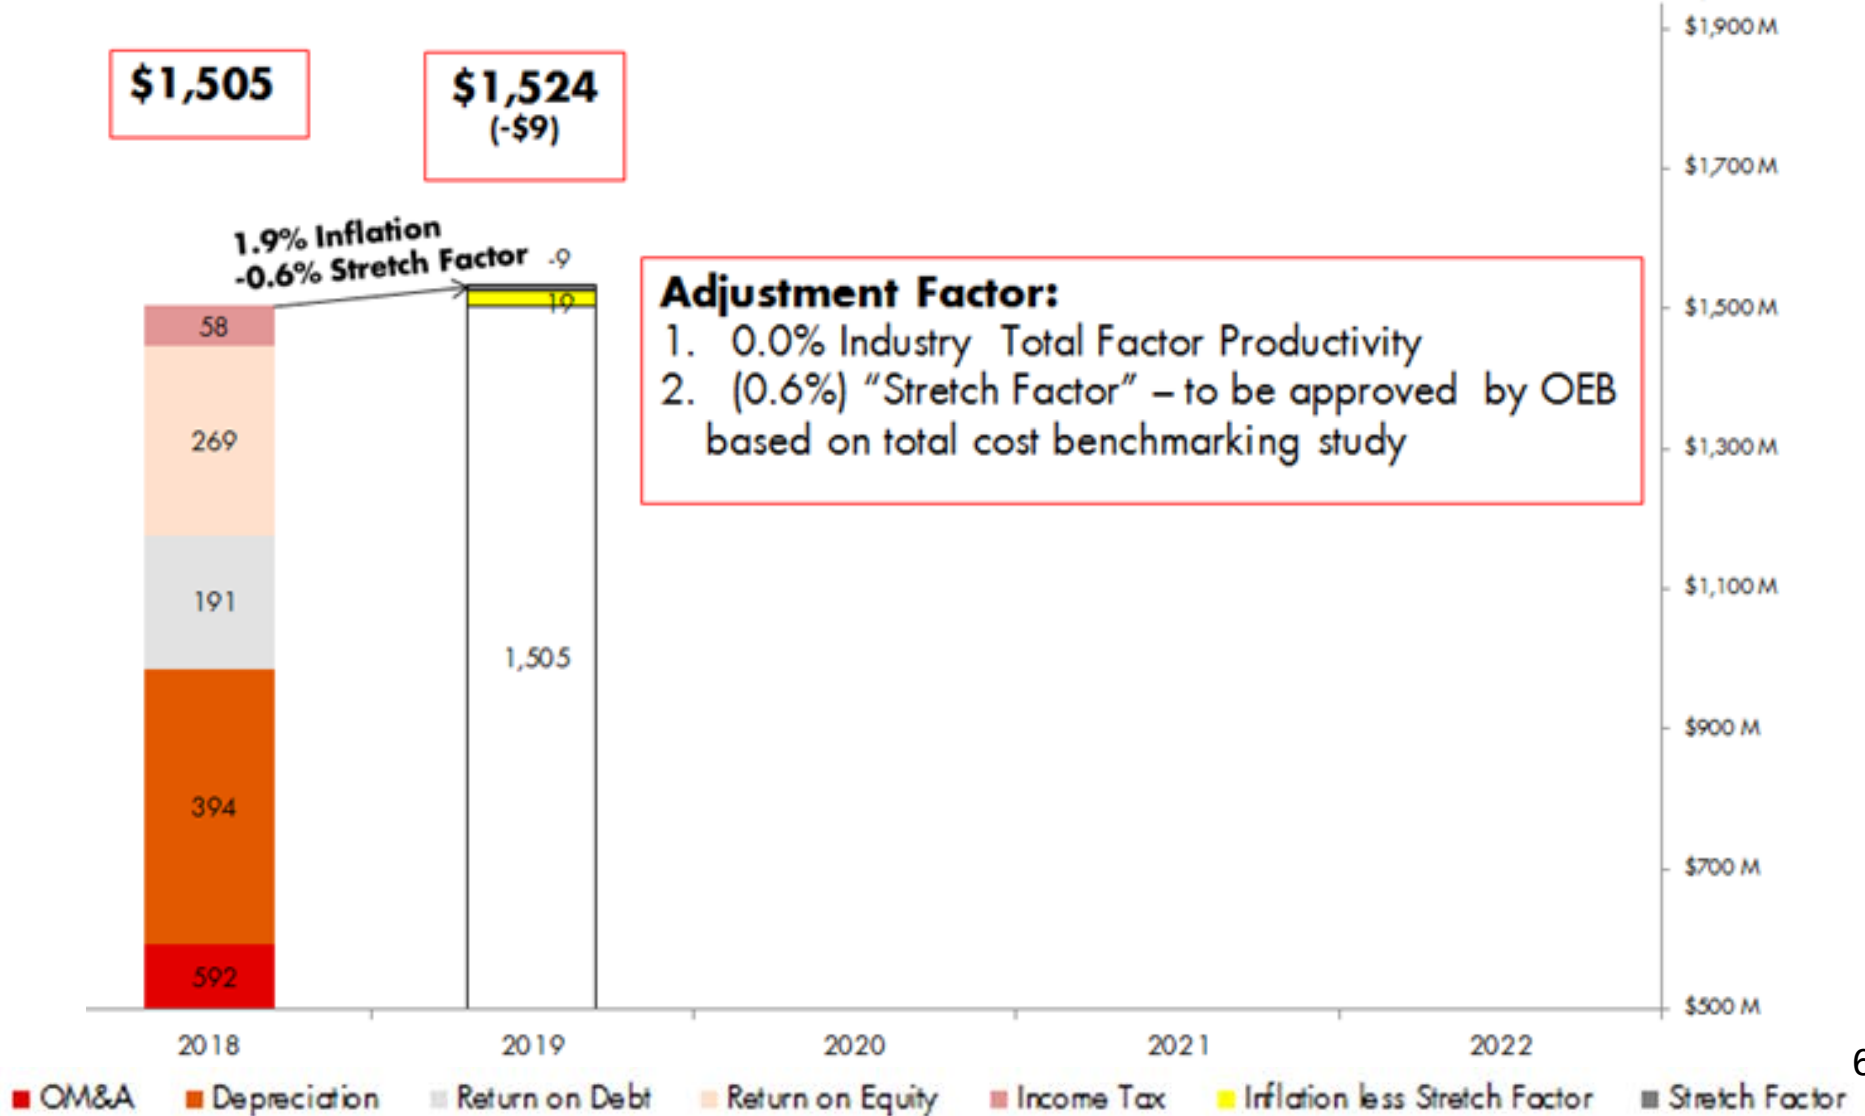 $1,900 M
$1,505
$1,524
(-$9)
$1,700 M
1.9% Inflation
-0.6% Stretch Factor
-9
19
Adjustment Factor:
1. 0.0% Industry Total Factor Productivity
2. (0.6%) “Stretch Factor” – to be approved by OEB
based on total cost benchmarking study
$1,500 M
58
269
$1,300 M
191
$1,100 M
1,505
$900 M
394
$700 M
592
$500 M
2018 2019 2020 2021 2022
6
OM&A Depreciation Return on Debt Return on Equity Income Tax Inflation less Stretch Factor Stretch Factor